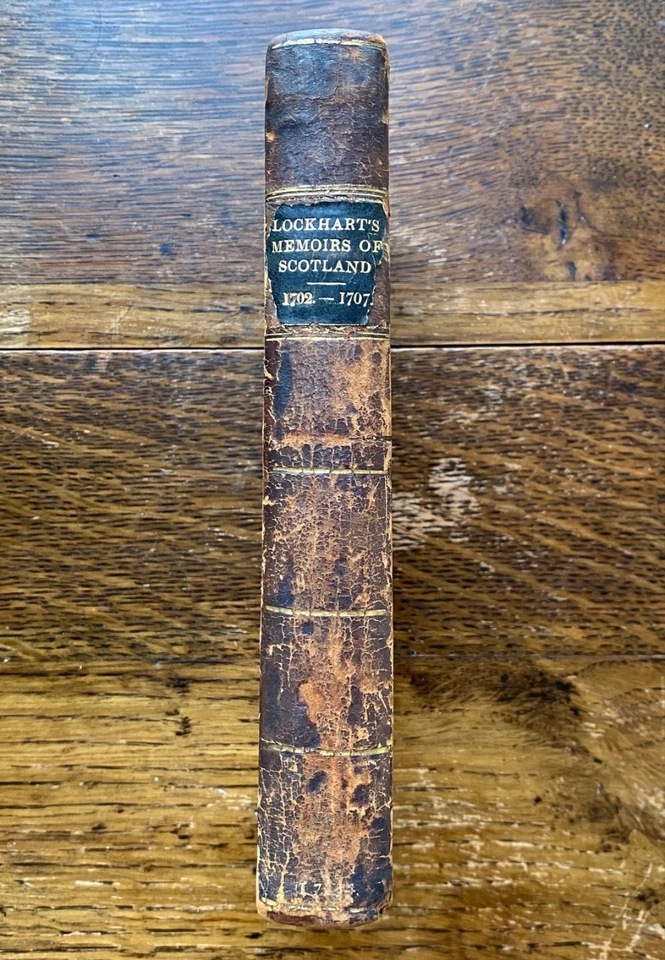 LOCKHART'S
MEMOIRS OF
SCOTLAND
1702.—1707.